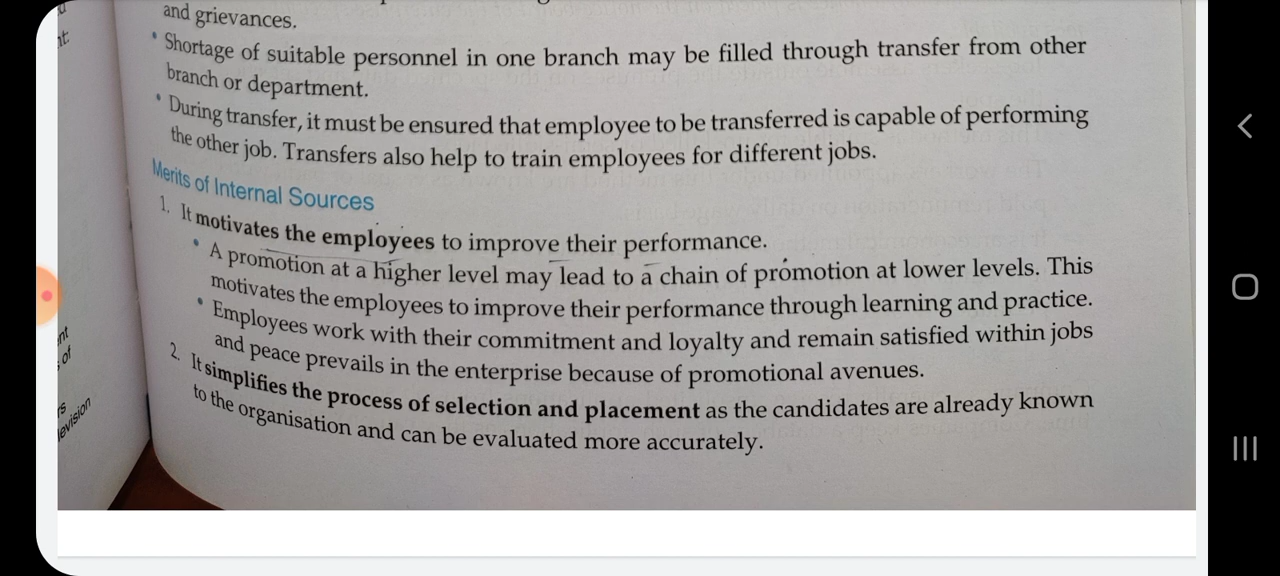 and grievances.
• Shortage of suitable personnel in one branch may be filled through transfer from other
branch or department.
• During transfer, it must be ensured that employee to be transferred is capable of performing
the other job. Transfers also help to train employees for different jobs.
Merits of Internal Sources
1. It motivates the employees to improve their performance.
• A promotion at a higher level may lead to a chain of promotion at lower levels. This
motivates the employees to improve their performance through learning and practice.
• Employees work with their commitment and loyalty and remain satisfied within jobs
and peace prevails in the enterprise because of promotional avenues.
2. It simplifies the process of selection and placement as the candidates are already known
to the organisation and can be evaluated more accurately.
of